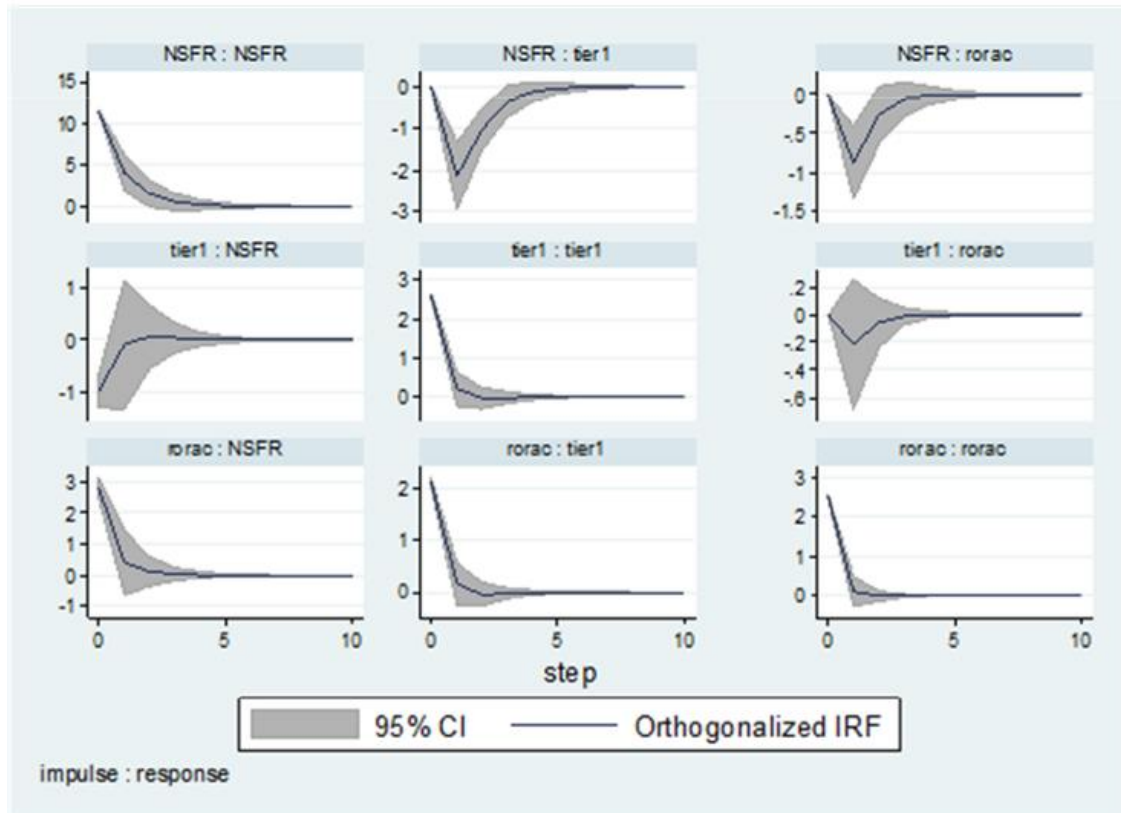 NSFR : NSFR
NSFR : tier1
NSFR : rorac
15
10
5
0
0
-1
-2
-3
0
-.5
-1
-1.5
tier1 : NSFR
tier1 : tier1
tier1 : rorac
1
0
-1
3
2
1
0
.2
0
-.2
-.4
-.6
rorac : NSFR
rorac : tier1
rorac : rorac
3
2
1
0
-1
2
1
0
3
2
1
0
0 5 10
0 5 10
0 5 10
step
95% CI Orthogonalized IRF
impulse : response